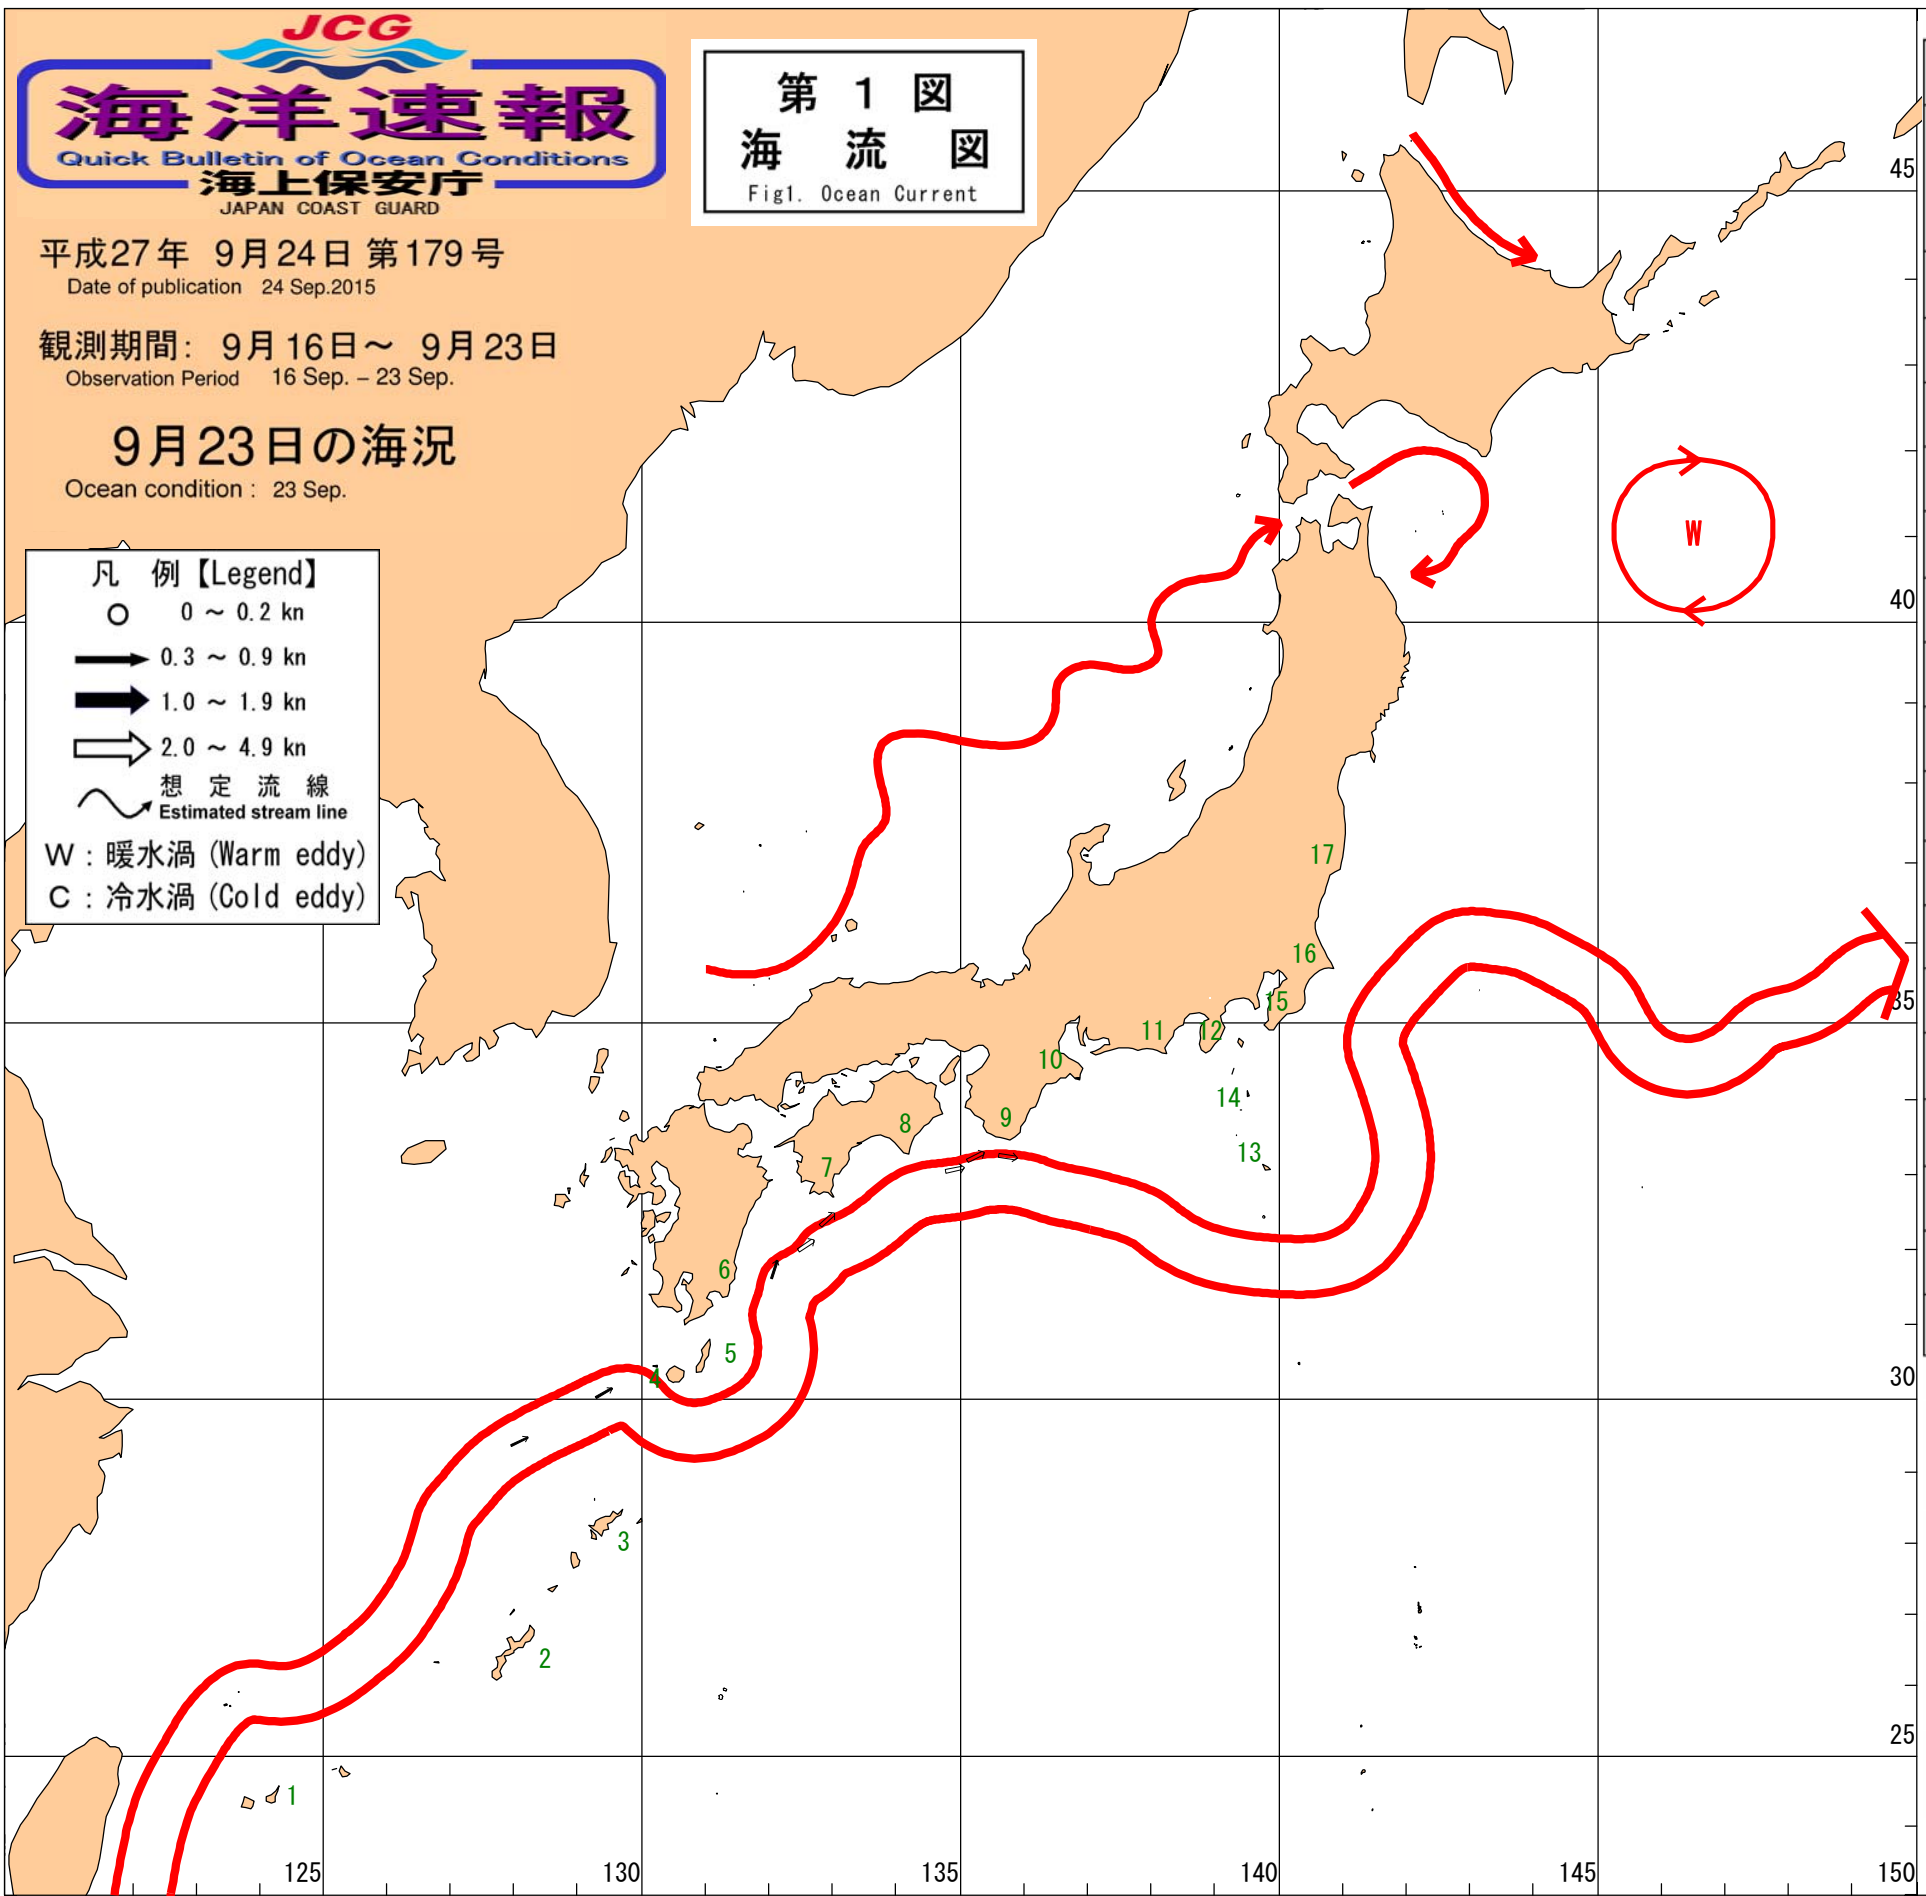 JCG
海洋速報
Quick Bulletin of Ocean Conditions
海上保安庁
JAPAN COAST GUARD
第 1 図
海 流 図
Fig1. Ocean Current
平成27年 9月24日 第179号
Date of publication 24 Sep.2015
観測期間: 9月16日～ 9月23日
Observation Period 16 Sep. – 23 Sep.
9月23日の海況
Ocean condition : 23 Sep.
凡 例【Legend】
0 ～ 0.2 kn
0.3 ～ 0.9 kn
1.0 ～ 1.9 kn
2.0 ～ 4.9 kn
想 定 流 線
Estimated stream line
W : 暖水渦 (Warm eddy)
C : 冷水渦 (Cold eddy)
45
W
40
17
16
15
35
11
12
10
14
9
8
13
7
6
5
4
30
3
2
25
1
125
130
135
140
145
150